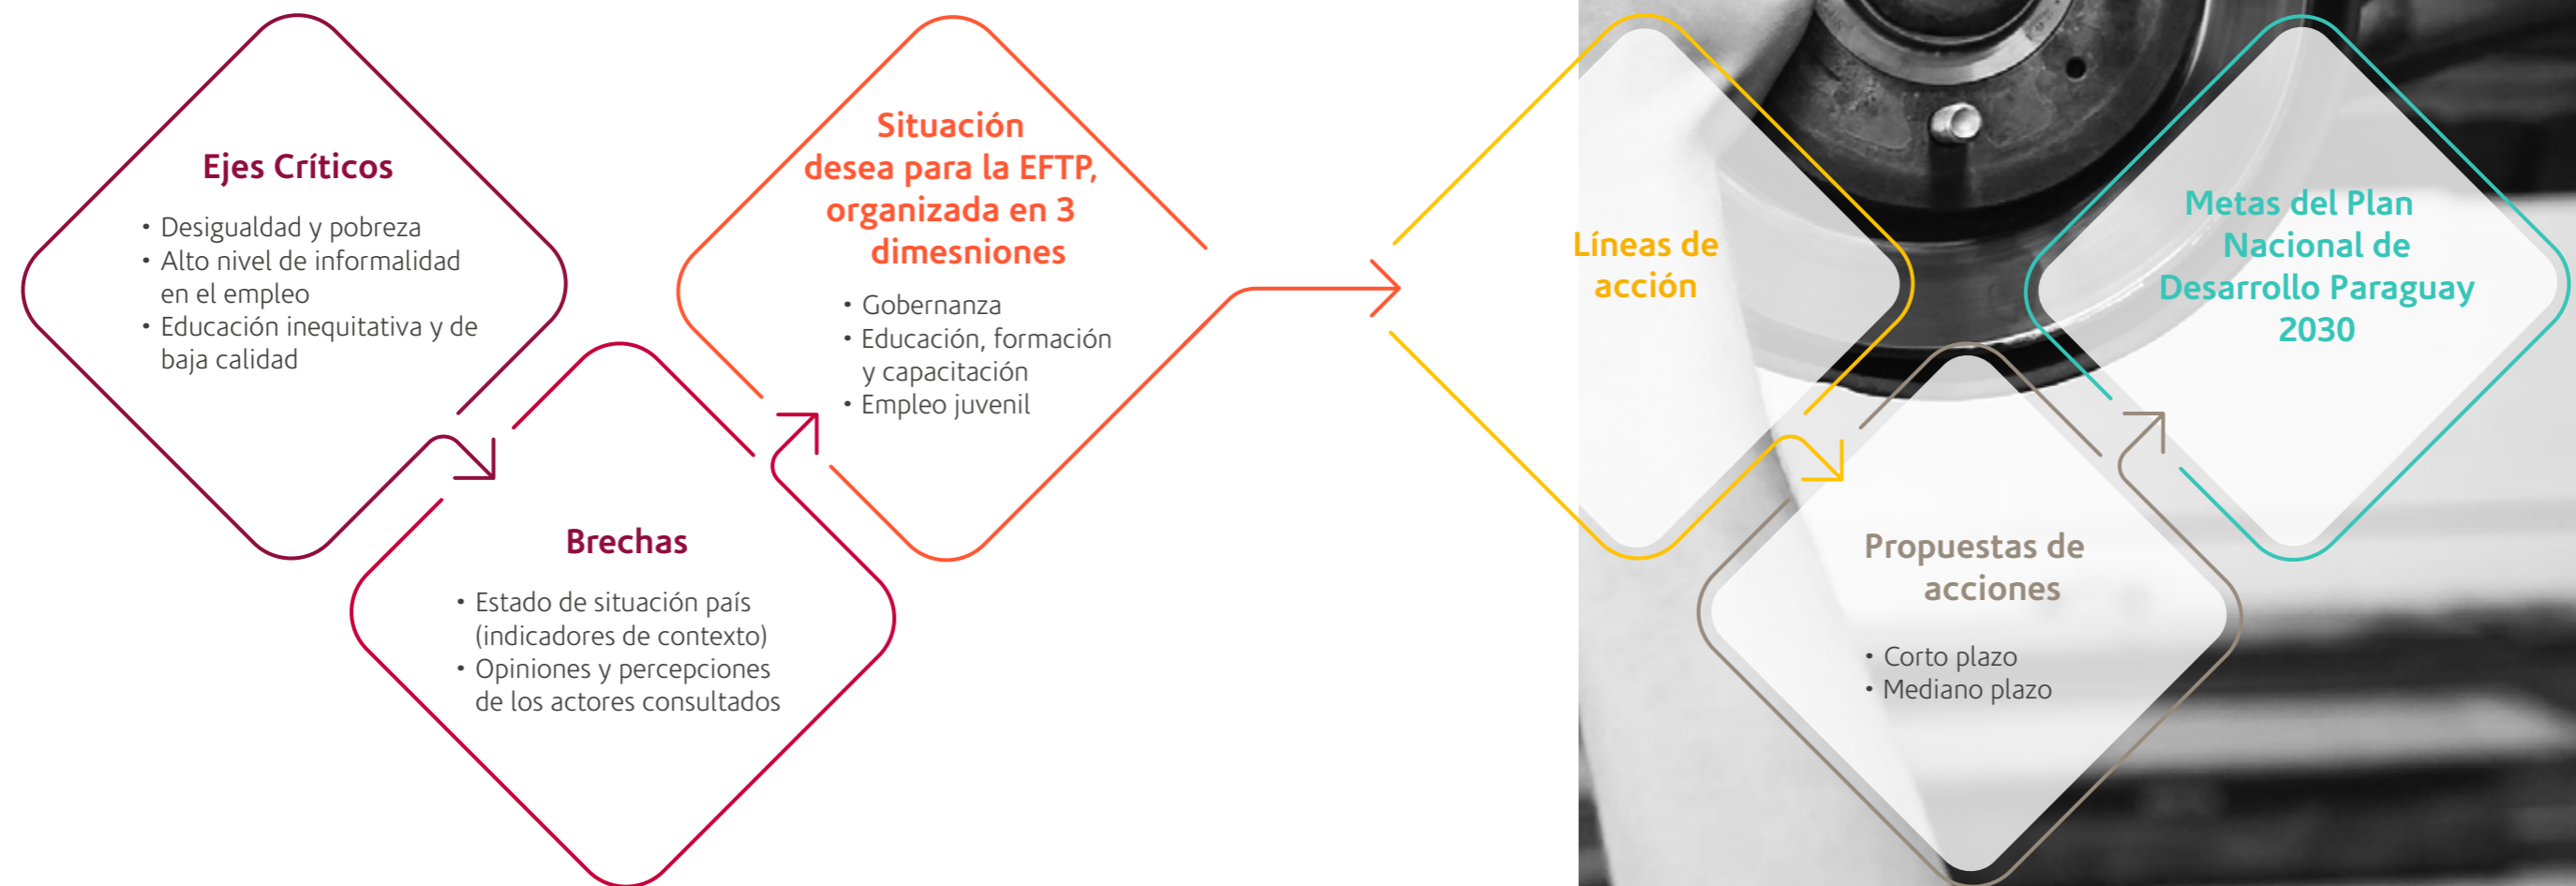 Ejes Críticos
• Desigualdad y pobreza
• Alto nivel de informalidad
en el empleo
• Educación inequitativa y de
baja calidad
Brechas
• Estado de situación país
(indicadores de contexto)
• Opiniones y percepciones
de los actores consultados
Situación
desea para la EFTP,
organizada en 3
dimesniones
• Gobernanza
• Educación, formación
y capacitación
• Empleo juvenil
Líneas de
acción
Propuestas de
acciones
• Corto plazo
• Mediano plazo
Metas del Plan
Nacional de
Desarrollo Paraguay
2030